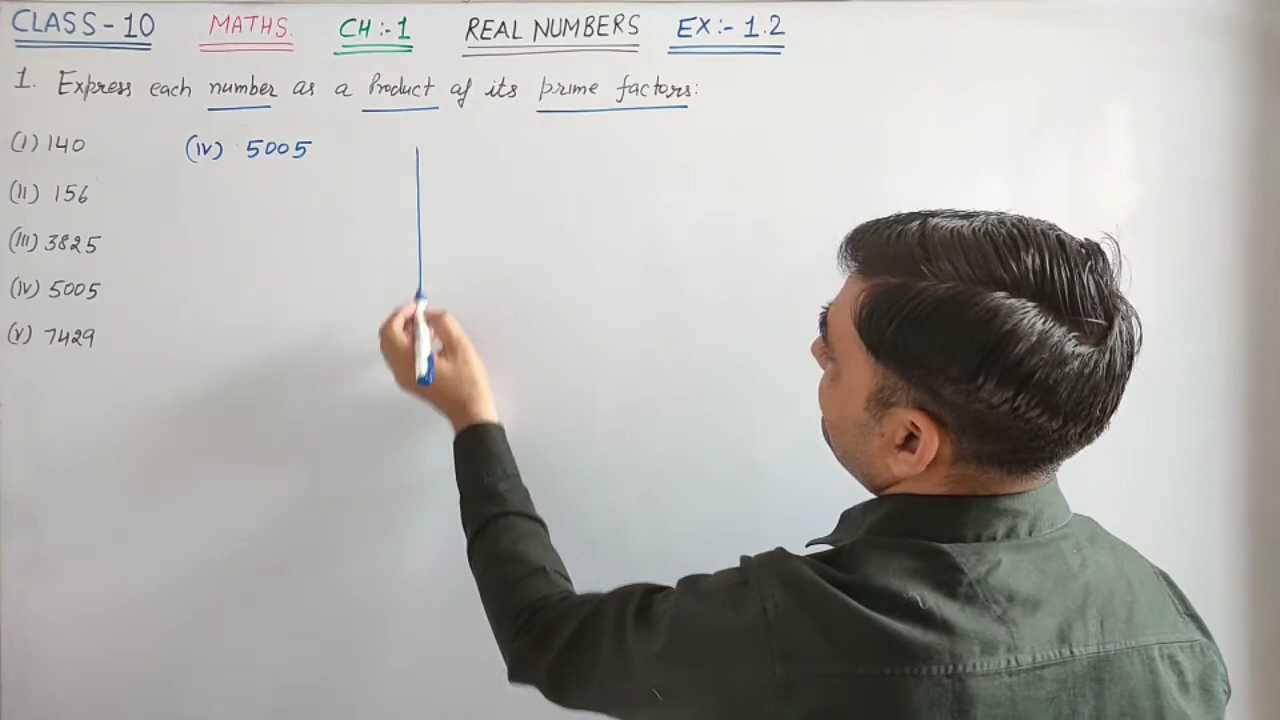 CLASS - 10 MATHS. CH :- 1 REAL NUMBERS EX :- 1.2
1. Express each number as a Product of its prime factors:
(I) 140
(II) 156
(III) 3825
(IV) 5005
(V) 7429
(IV) 5005